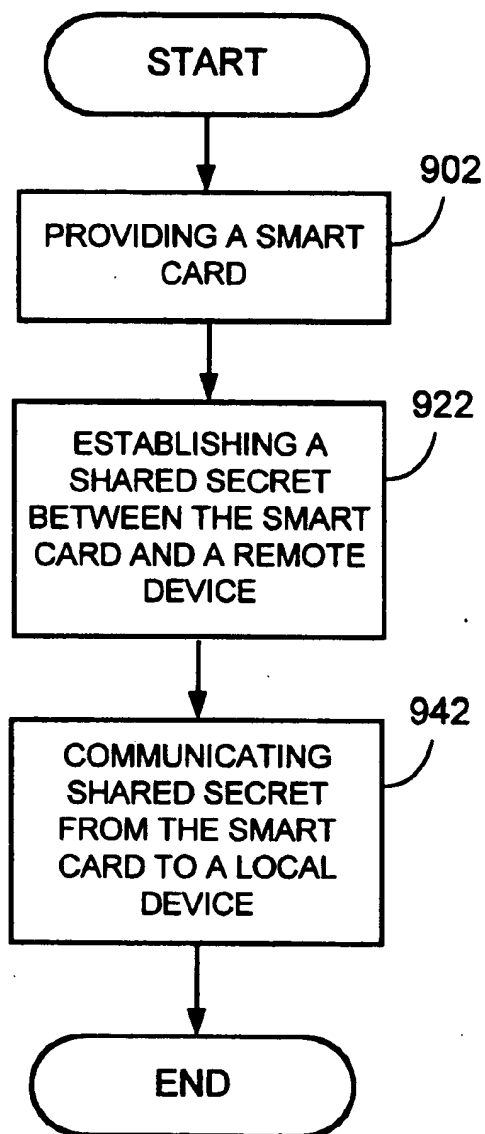 START
902
PROVIDING A SMART
CARD
922
ESTABLISHING A
SHARED SECRET
BETWEEN THE SMART
CARD AND A REMOTE
DEVICE
942
COMMUNICATING
SHARED SECRET
FROM THE SMART
CARD TO A LOCAL
DEVICE
END